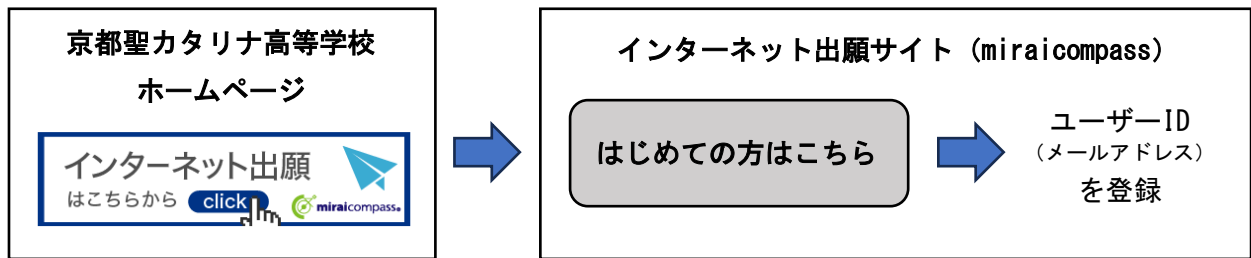 京都聖カタリナ高等学校
ホームページ
インターネット出願
はこちらから click
miraicompass
インターネット出願サイト (miraicompass)
はじめての方はこちら
ユーザーID
(メールアドレス)
を登録